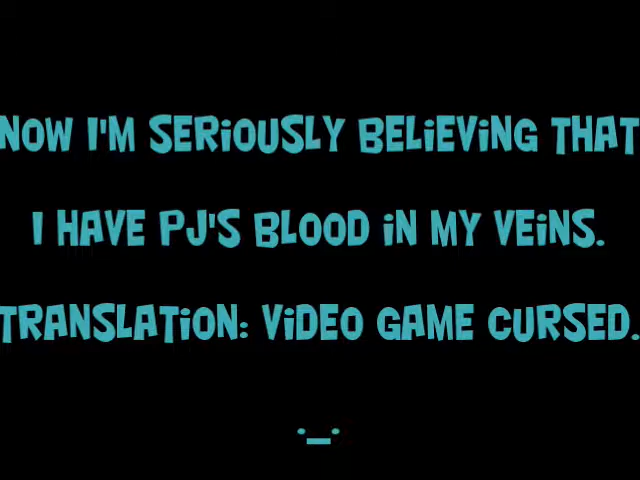 NOW I'M SERIOUSLY BELIEVING THAT
I HAVE PJ'S BLOOD IN MY VEINS.
TRANSLATION: VIDEO GAME CURSED.
._.